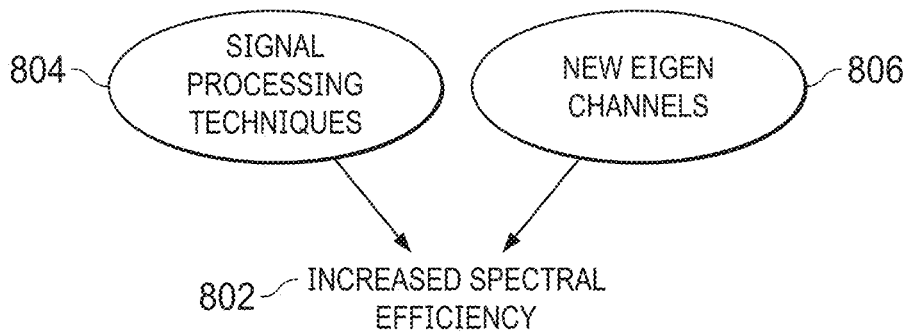 804
SIGNAL
PROCESSING
TECHNIQUES
NEW EIGEN
CHANNELS
806
802
INCREASED SPECTRAL
EFFICIENCY